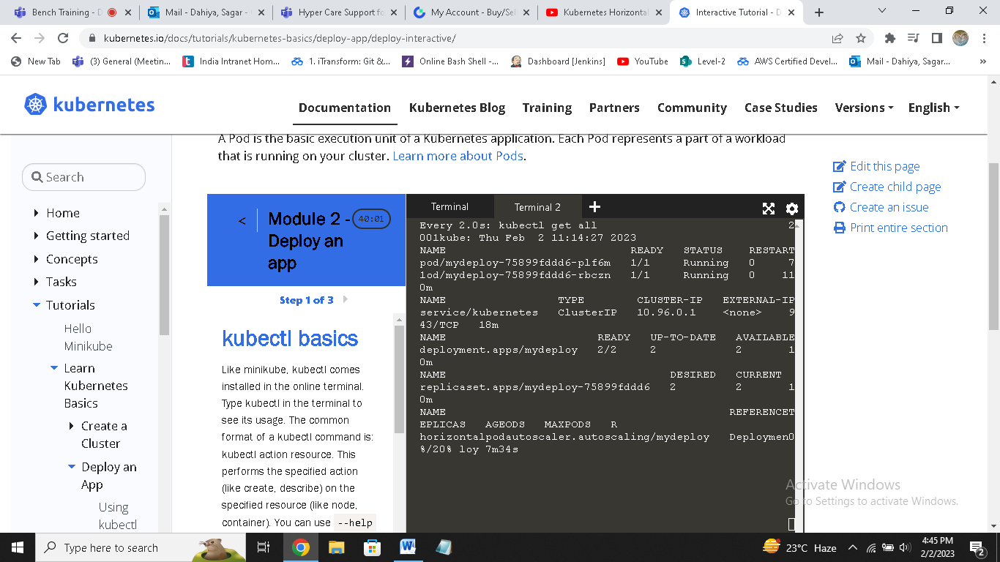 Bench Training - D
Mail - Dahiya, Sagar -
Hyper Care Support fo
My Account - Buy/Sel
Kubernetes Horizontal
Interactive Tutorial - D
kubernetes.io/docs/tutorials/kubernetes-basics/deploy-app/deploy-interactive/
New Tab
(3) General (Meetin...
India Intranet Hom...
1. iTransform: Git &...
Online Bash Shell -...
Dashboard [Jenkins]
YouTube
Level-2
AWS Certified Devel...
Mail - Dahiya, Sagar...
»
kubernetes
Documentation
Kubernetes Blog
Training
Partners
Community
Case Studies
Versions
English
A Pod is the basic execution unit of a Kubernetes application. Each Pod represents a part of a workload
that is running on your cluster. Learn more about Pods.
Search
Home
Getting started
Concepts
Tasks
Tutorials
Hello
Minikube
Learn
Kubernetes
Basics
Create a
Cluster
Deploy an
App
Using
kubectl
<
Module 2 -
Deploy an
app
40:01
Step 1 of 3
kubectl basics
Like minikube, kubectl comes
installed in the online terminal.
Type kubectl in the terminal to
see its usage. The common
format of a kubectl command is:
kubectl action resource. This
performs the specified action
(like create, describe) on the
specified resource (like node,
container). You can use --help
Terminal
Terminal 2
+
Every 2.0s: kubectl get all 2
001kube: Thu Feb  2 11:14:27 2023
NAME READY STATUS RESTART
pod/mydeploy-75899fddd6-plf6m 1/1 Running 0 7
lod/mydeploy-75899fddd6-rbczn 1/1 Running 0 11
0m
NAME TYPE CLUSTER-IP EXTERNAL-IP
service/kubernetes ClusterIP 10.96.0.1 <none> 9
43/TCP 18m
NAME READY UP-TO-DATE AVAILABLE
deployment.apps/mydeploy 2/2 2 2 1
0m
NAME DESIRED CURRENT
replicaset.apps/mydeploy-75899fddd6 2 2 1
0m
NAME REFERENCET
EPLICAS AGEODS MAXPODS R
horizontalpodautoscaler.autoscaling/mydeploy Deploymen0
%/20% loy 7m34s
Edit this page
Create child page
Create an issue
Print entire section
Activate Windows
Go to Settings to activate Windows.
Type here to search
23°C Haze
4:45 PM
2/2/2023
2